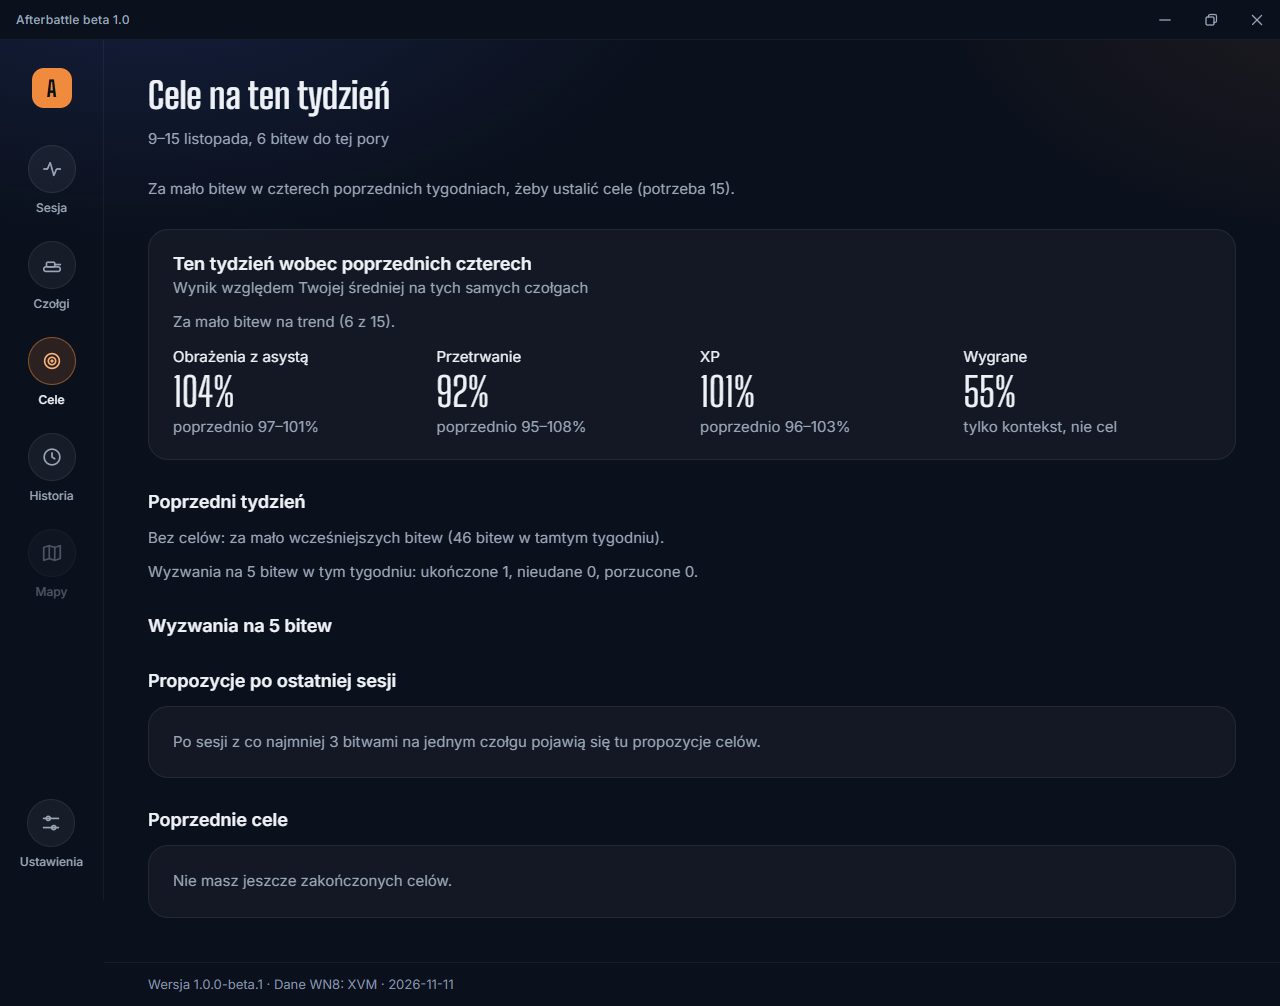 Afterbattle beta 1.0
A
Sesja
Czołgi
Cele
Historia
Mapy
Ustawienia
Cele na ten tydzień
9–15 listopada, 6 bitew do tej pory
Za mało bitew w czterech poprzednich tygodniach, żeby ustalić cele (potrzeba 15).
Ten tydzień wobec poprzednich czterech
Wynik względem Twojej średniej na tych samych czołgach
Za mało bitew na trend (6 z 15).
Obrażenia z asystą
104%
poprzednio 97–101%
Przetrwanie
92%
poprzednio 95–108%
XP
101%
poprzednio 96–103%
Wygrane
55%
tylko kontekst, nie cel
Poprzedni tydzień
Bez celów: za mało wcześniejszych bitew (46 bitew w tamtym tygodniu).
Wyzwania na 5 bitew w tym tygodniu: ukończone 1, nieudane 0, porzucone 0.
Wyzwania na 5 bitew
Propozycje po ostatniej sesji
Po sesji z co najmniej 3 bitwami na jednym czołgu pojawią się tu propozycje celów.
Poprzednie cele
Nie masz jeszcze zakończonych celów.
Wersja 1.0.0-beta.1 · Dane WN8: XVM · 2026-11-11